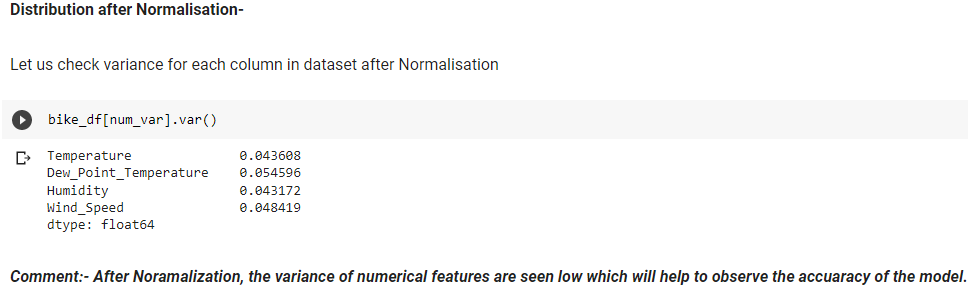 Distribution after Normalisation-
Let us check variance for each column in dataset after Normalisation
bike_df[num_var].var()
Temperature 0.043608
Dew_Point_Temperature 0.054596
Humidity 0.043172
Wind_Speed 0.048419
dtype: float64
Comment:- After Noramalization, the variance of numerical features are seen low which will help to observe the accuaracy of the model.